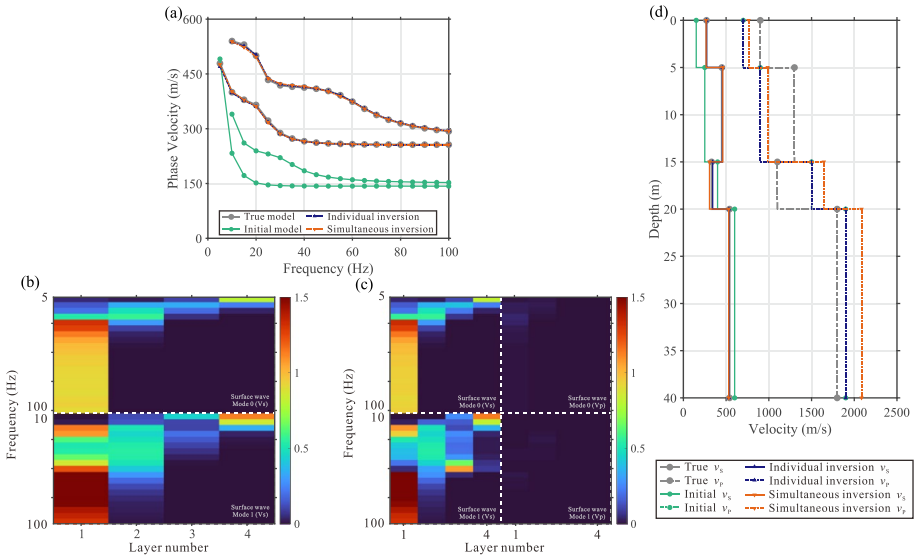 (a)
600
450
300
150
0
Phase Velocity (m/s)
0 20 40 60 80 100
Frequency (Hz)
True model
Individual inversion
Initial model
Simultaneous inversion
(b)
5
100
10
100
Frequency (Hz)
Surface wave
Mode 0 (Vs)
Surface wave
Mode 1 (Vs)
1 2 3 4
Layer number
1.5
1
0.5
0
(c)
5
100
10
100
Frequency (Hz)
Surface wave
Mode 0 (Vs)
Surface wave
Mode 0 (Vp)
Surface wave
Mode 1 (Vs)
Surface wave
Mode 1 (Vp)
1 4 1 4
Layer number
1.5
1
0.5
0
(d)
0
5
10
15
20
25
30
35
40
Depth (m)
0 500 1000 1500 2000 2500
Velocity (m/s)
True vS
Individual inversion vS
True vP
Individual inversion vP
Initial vS
Simultaneous inversion vS
Initial vP
Simultaneous inversion vP